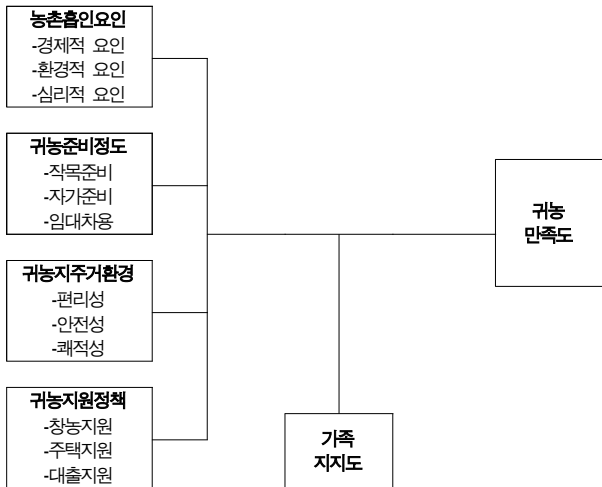 농촌흡인요인
-경제적 요인
-환경적 요인
-심리적 요인
귀농준비정도
-작목준비
-자가준비
-임대차용
귀농지주거환경
-편리성
-안전성
-쾌적성
귀농지원정책
-창농지원
-주택지원
-대출지원
가족
지지도
귀농
만족도